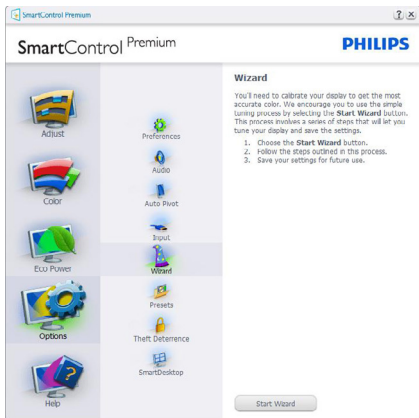 SmartControl Premium
? x
SmartControl Premium
PHILIPS
Adjust
Color
Eco Power
Options
Help
Preferences
Audio
Auto Pivot
Input
Wizard
Presets
Theft Deterrence
SmartDesktop
Wizard
You'll need to calibrate your display to get the most
accurate color. We encourage you to use the simple
tuning process by selecting the Start Wizard button.
This process involves a series of steps that will let you
tune your display and save the settings.
1. Choose the Start Wizard button.
2. Follow the steps outlined in this process.
3. Save your settings for future use.
Start Wizard